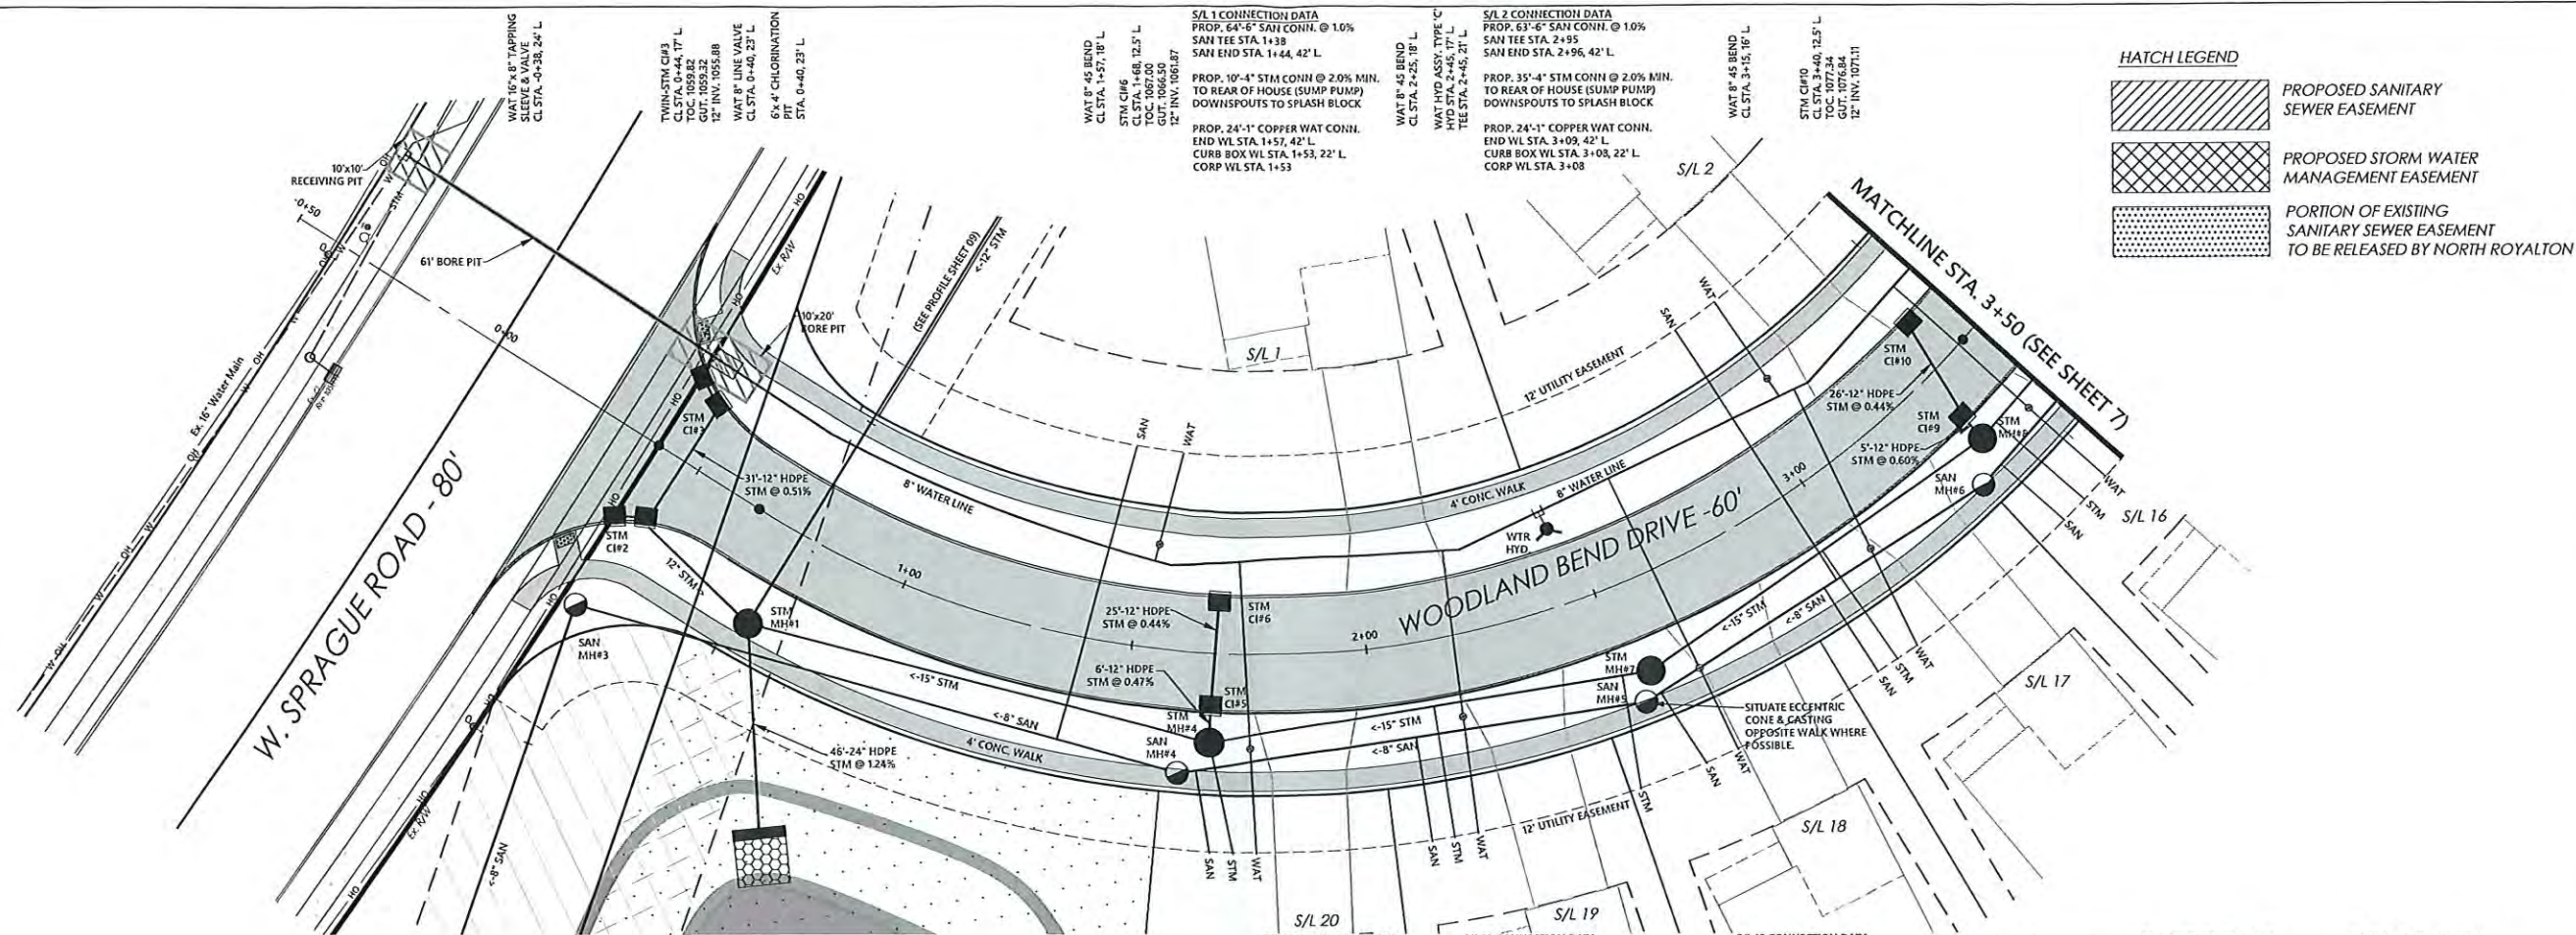 WAT 16"x 8" TAPPING
SLEEVE & VALVE
CL STA. -0+38, 24' L
TWIN-STM CI#3
CL STA. 0+44, 17' L
TOC. 1059.82
GUT. 1059.32
12" INV. 1055.88
WAT 8" LINE VALVE
CL STA. 0+40, 23' L
6'x 4' CHLORINATION
PIT
STA. 0+40, 23' L
WAT 8" 45 BEND
CL STA. 1+57, 18' L
STM CI#6
CL STA. 1+68, 12.5' L
TOC. 1067.00
GUT. 1066.50
12" INV. 1061.87
S/L 1 CONNECTION DATA
PROP. 64'-6" SAN CONN. @ 1.0%
SAN TEE STA. 1+38
SAN END STA. 1+44, 42' L
PROP. 10'-4" STM CONN @ 2.0% MIN.
TO REAR OF HOUSE (SUMP PUMP)
DOWNSPOUTS TO SPLASH BLOCK
PROP. 24'-1" COPPER WAT CONN.
END WL STA. 1+57, 42' L
CURB BOX WL STA. 1+53, 22' L
CORP WL STA. 1+53
WAT 8" 45 BEND
CL STA. 2+25, 18' L
WAT HYD ASSY. TYPE 'C'
HYD STA. 2+45, 17' L
TEE STA. 2+45, 21' L
S/L 2 CONNECTION DATA
PROP. 63'-6" SAN CONN. @ 1.0%
SAN TEE STA. 2+95
SAN END STA. 2+96, 42' L
PROP. 35'-4" STM CONN @ 2.0% MIN.
TO REAR OF HOUSE (SUMP PUMP)
DOWNSPOUTS TO SPLASH BLOCK
PROP. 24'-1" COPPER WAT CONN.
END WL STA. 3+09, 42' L
CURB BOX WL STA. 3+08, 22' L
CORP WL STA. 3+08
WAT 8" 45 BEND
CL STA. 3+15, 16' L
STM CI#10
CL STA. 3+40, 12.5' L
TOC. 1077.34
GUT. 1076.84
12" INV. 1071.11
HATCH LEGEND
PROPOSED SANITARY
SEWER EASEMENT
PROPOSED STORM WATER
MANAGEMENT EASEMENT
PORTION OF EXISTING
SANITARY SEWER EASEMENT
TO BE RELEASED BY NORTH ROYALTON
10'x10'
RECEIVING PIT
-0+50
61' BORE PIT
0+00
Ex. 16" Water Main
W. SPRAGUE ROAD - 80'
Ex. R/W
10'x20'
BORE PIT
(SEE PROFILE SHEET 09)
<-12" STM
STM
CI#3
31'-12" HDPE
STM @ 0.51%
STM
CI#2
12" STM
SAN
MH#3
STM
MH#1
1+00
8" WATER LINE
SAN
WAT
S/L 1
S/L 2
12' UTILITY EASEMENT
4' CONC. WALK
8" WATER LINE
WTR
HYD
WOODLAND BEND DRIVE -60'
MATCHLINE STA. 3+50 (SEE SHEET 7)
SAN
WAT
STM
CI#10
26'-12" HDPE
STM @ 0.44%
STM
CI#9
5'-12" HDPE
STM @ 0.60%
STM
MH#8
SAN
MH#6
3+00
WAT
STM
SAN
S/L 16
25'-12" HDPE
STM @ 0.44%
STM
CI#6
2+00
6'-12" HDPE
STM @ 0.47%
STM
CI#5
STM
MH#4
SAN
MH#4
<-15" STM
<-8" SAN
4' CONC. WALK
46'-24" HDPE
STM @ 1.24%
<-15" STM
<-8" SAN
STM
MH#7
SAN
MH#5
<-15" STM
<-8" SAN
SITUATE ECCENTRIC
CONE & CASTING
OPPOSITE WALK WHERE
POSSIBLE.
WAT
STM
SAN
S/L 17
SAN
WAT
STM
12' UTILITY EASEMENT
S/L 18
SAN
STM
WAT
SAN
STM
WAT
S/L 19
S/L 20
Ex. R/W
<-8" SAN